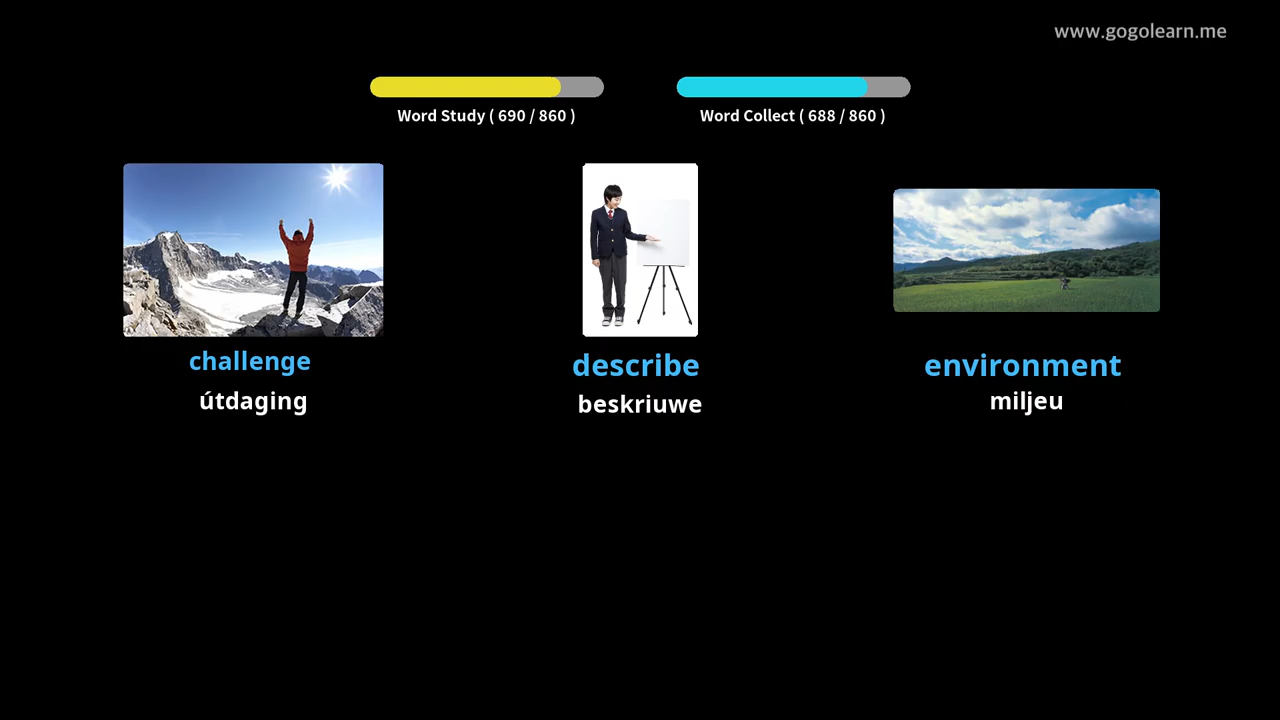 www.gogolearn.me
Word Study ( 690 / 860 )
Word Collect ( 688 / 860 )
challenge
útdaging
describe
beskriuwe
environment
miljeu